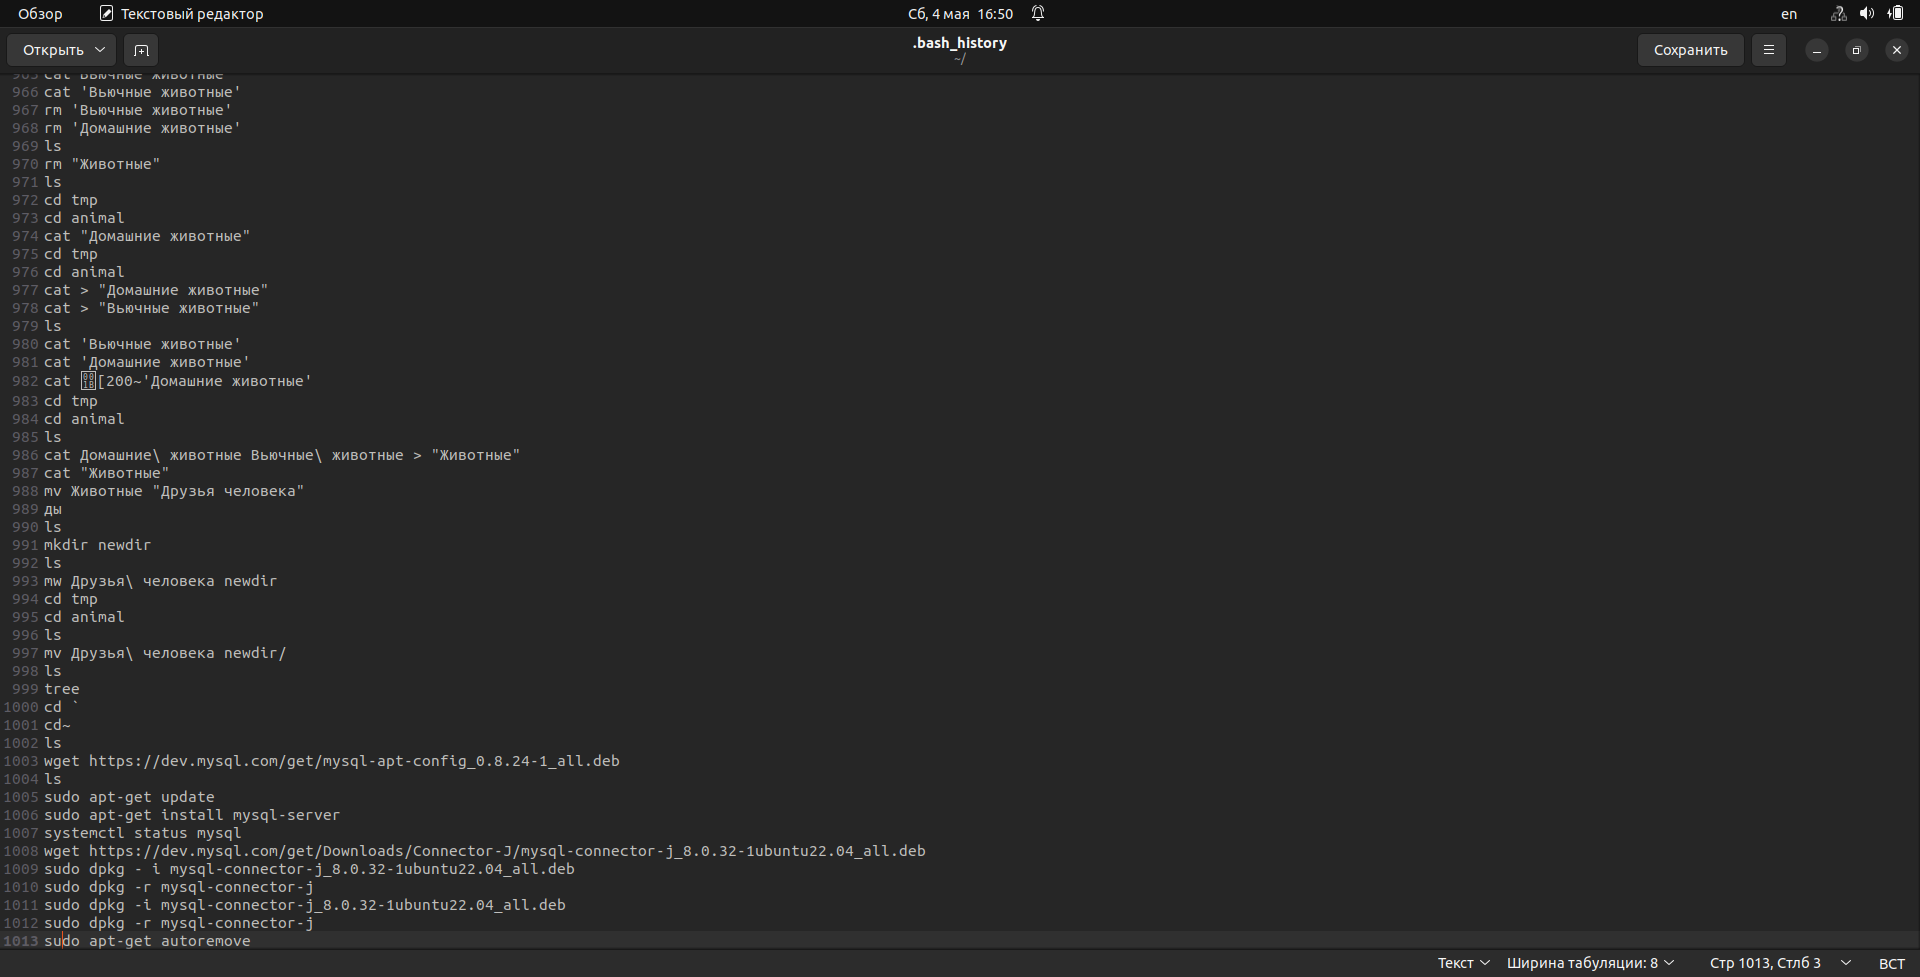 Обзор Текстовый редактор Сб, 4 мая 16:50 en
Открыть .bash_history Сохранить
~/
965 cat Вьючные животные
966 cat 'Вьючные животные'
967 rm 'Вьючные животные'
968 rm 'Домашние животные'
969 ls
970 rm "Животные"
971 ls
972 cd tmp
973 cd animal
974 cat "Домашние животные"
975 cd tmp
976 cd animal
977 cat > "Домашние животные"
978 cat > "Вьючные животные"
979 ls
980 cat 'Вьючные животные'
981 cat 'Домашние животные'
982 cat [200~'Домашние животные'
983 cd tmp
984 cd animal
985 ls
986 cat Домашние\ животные Вьючные\ животные > "Животные"
987 cat "Животные"
988 mv Животные "Друзья человека"
989 ды
990 ls
991 mkdir newdir
992 ls
993 mw Друзья\ человека newdir
994 cd tmp
995 cd animal
996 ls
997 mv Друзья\ человека newdir/
998 ls
999 tree
1000 cd `
1001 cd~
1002 ls
1003 wget https://dev.mysql.com/get/mysql-apt-config_0.8.24-1_all.deb
1004 ls
1005 sudo apt-get update
1006 sudo apt-get install mysql-server
1007 systemctl status mysql
1008 wget https://dev.mysql.com/get/Downloads/Connector-J/mysql-connector-j_8.0.32-1ubuntu22.04_all.deb
1009 sudo dpkg - i mysql-connector-j_8.0.32-1ubuntu22.04_all.deb
1010 sudo dpkg -r mysql-connector-j
1011 sudo dpkg -i mysql-connector-j_8.0.32-1ubuntu22.04_all.deb
1012 sudo dpkg -r mysql-connector-j
1013 sudo apt-get autoremove
Текст Ширина табуляции: 8 Стр 1013, Стлб 3 ВСТ